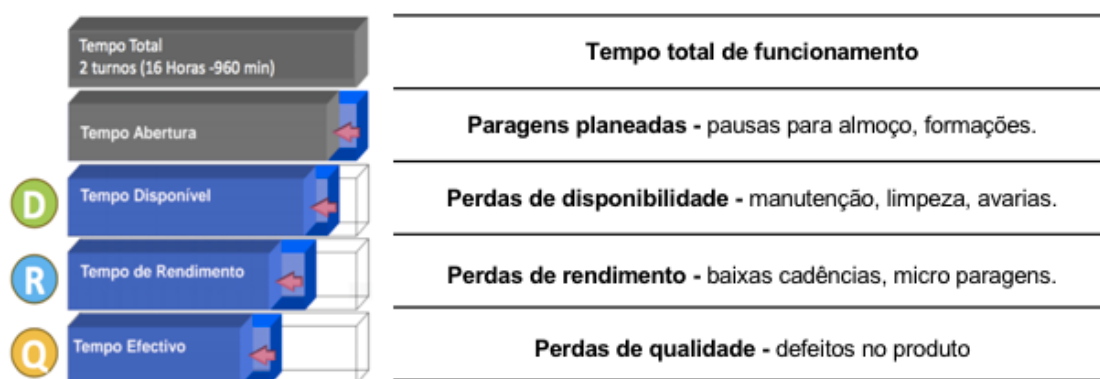 Tempo Total
2 turnos (16 Horas -960 min)
Tempo total de funcionamento
Tempo Abertura
Paragens planeadas - pausas para almoço, formações.
D
Tempo Disponível
Perdas de disponibilidade - manutenção, limpeza, avarias.
R
Tempo de Rendimento
Perdas de rendimento - baixas cadências, micro paragens.
Q
Tempo Efectivo
Perdas de qualidade - defeitos no produto